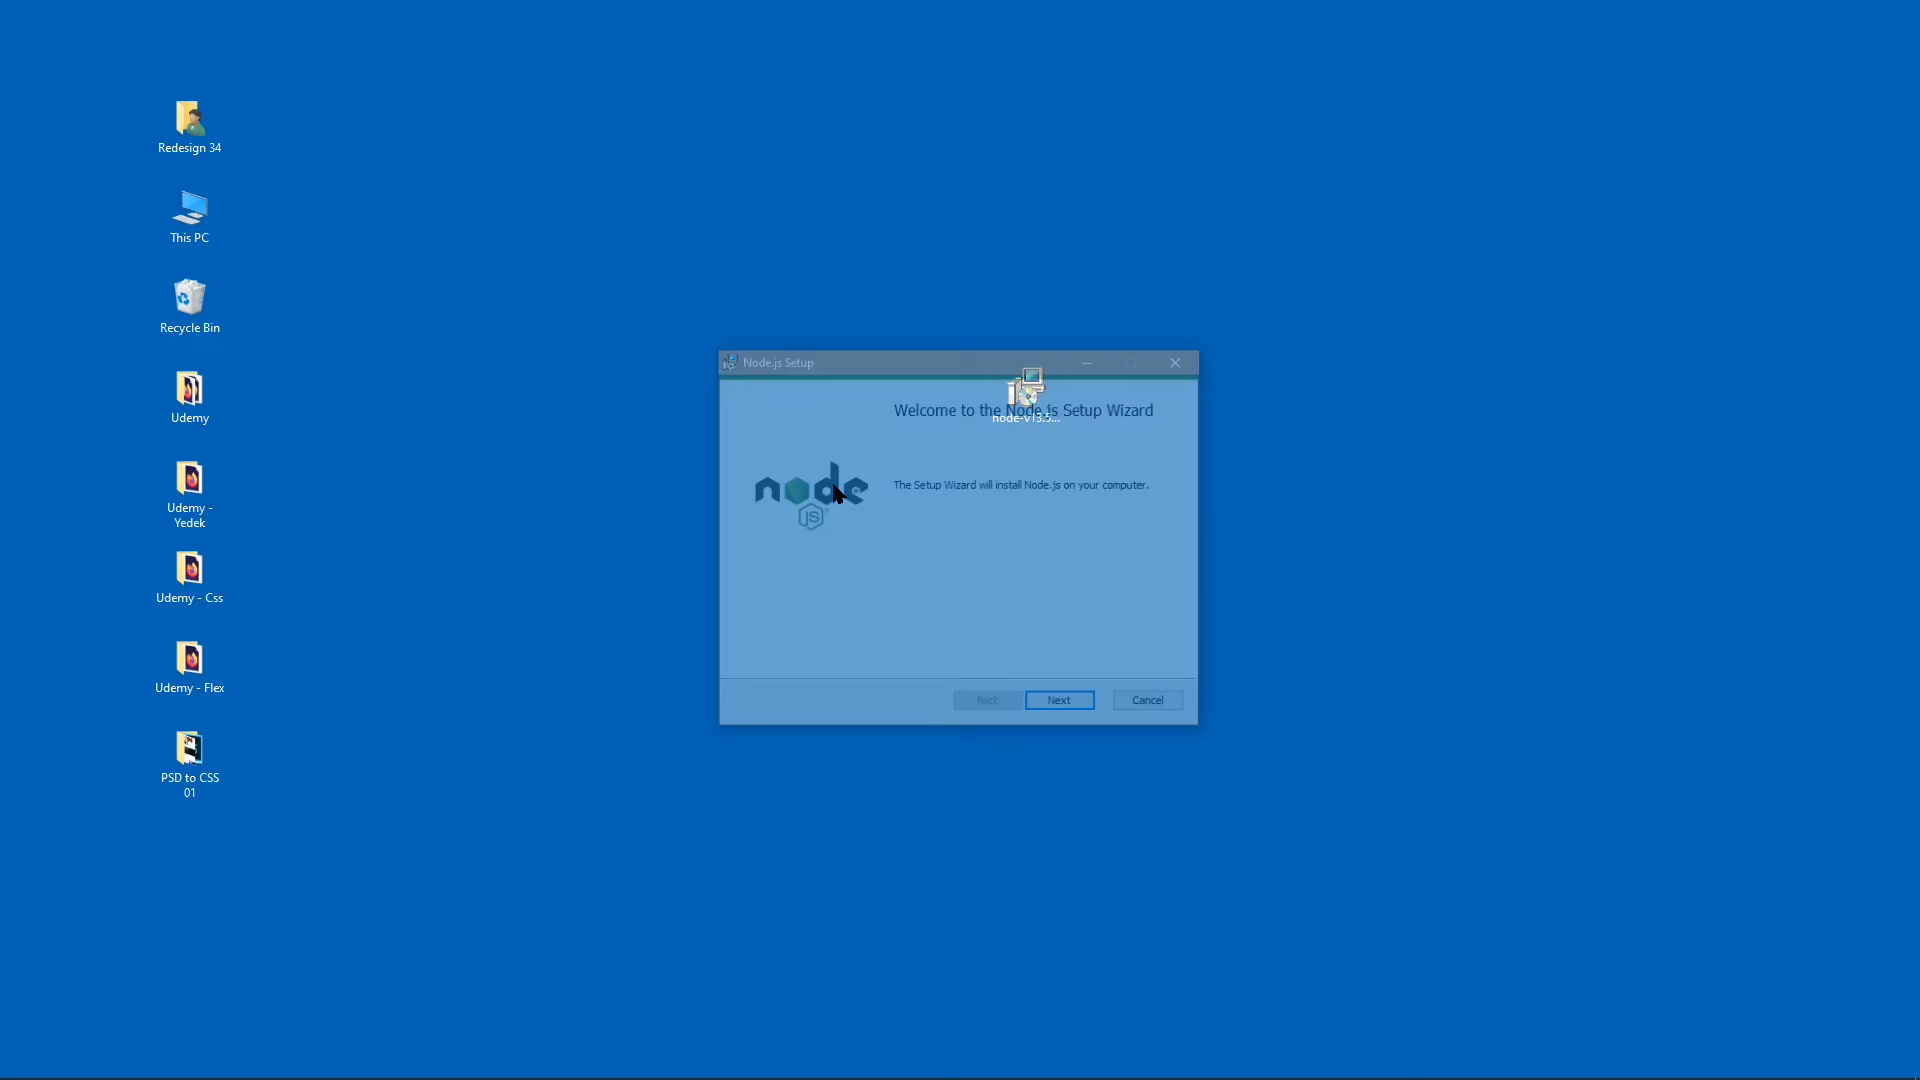 Redesign 34
This PC
Recycle Bin
Udemy
Udemy -
Yedek
Udemy - Css
Udemy - Flex
PSD to CSS
01
Node.js Setup
Welcome to the Node.js Setup Wizard
node-v13.5...
node
JS
The Setup Wizard will install Node.js on your computer.
Back
Next
Cancel